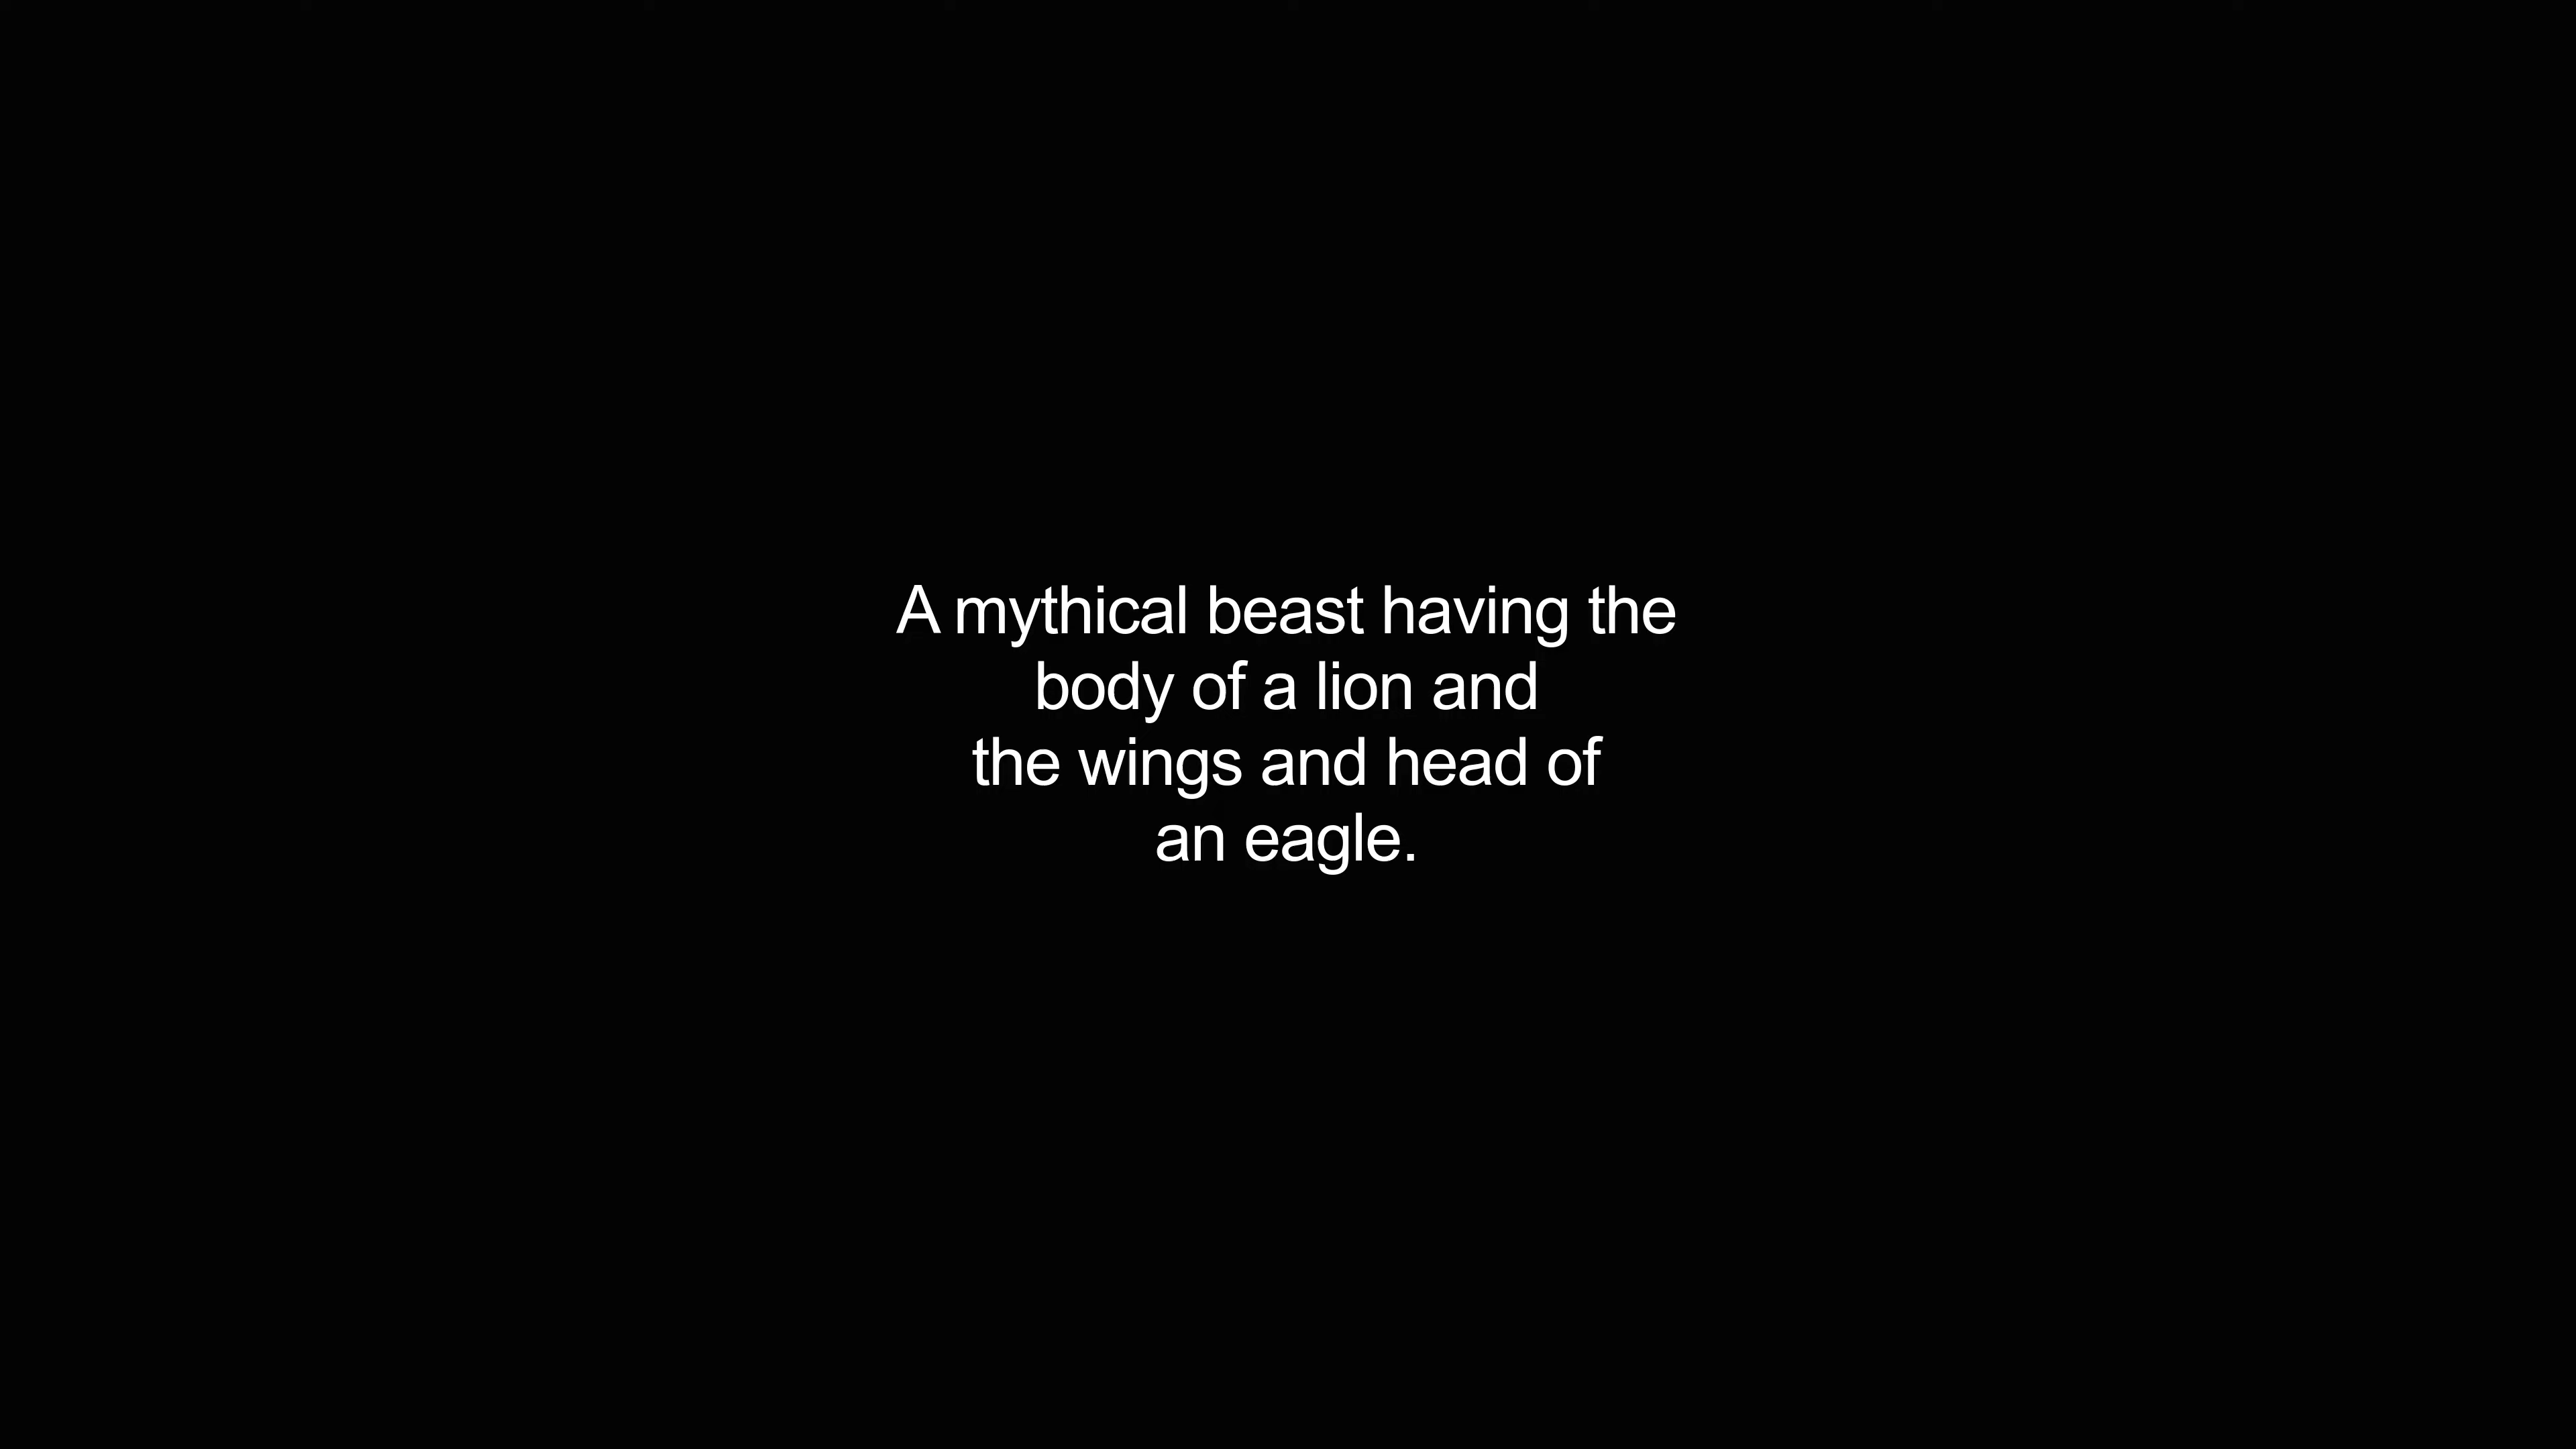 A mythical beast having the
body of a lion and
the wings and head of
an eagle.